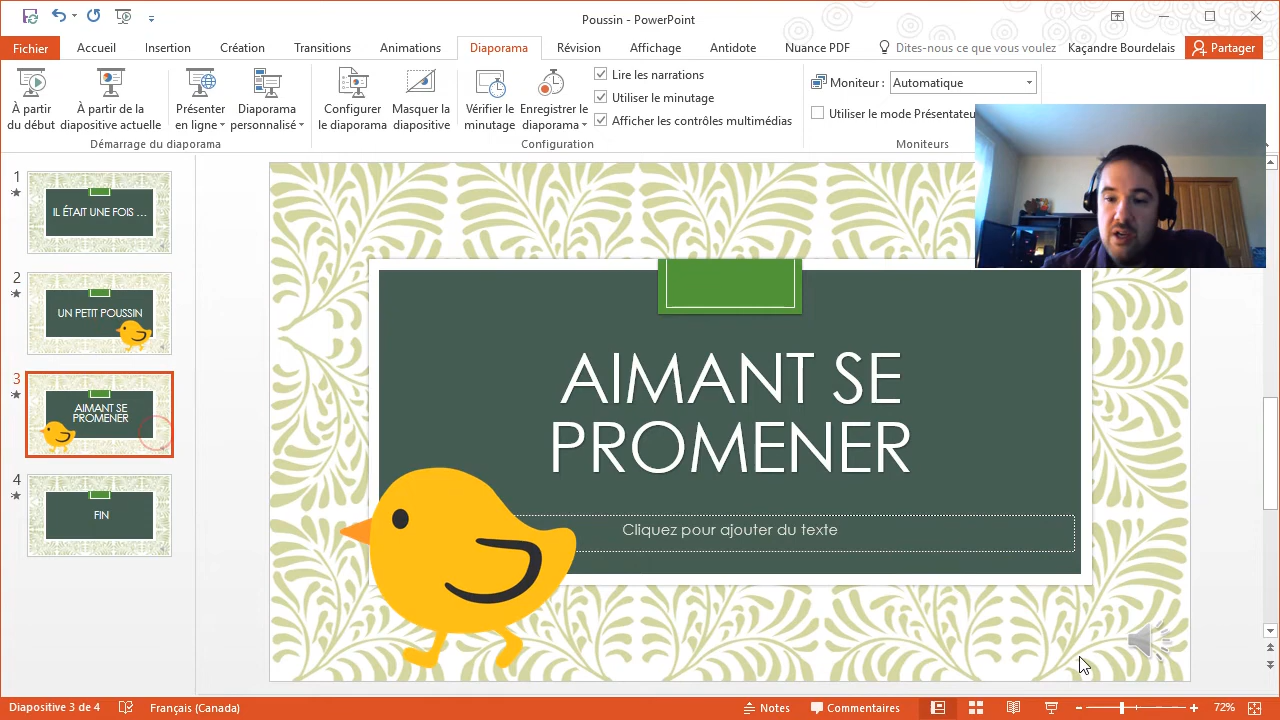 Poussin - PowerPoint
Fichier Accueil Insertion Création Transitions Animations Diaporama Révision Affichage Antidote Nuance PDF Dites-nous ce que vous voulez Kaçandre Bourdelais Partager
À partir du début
À partir de la diapositive actuelle
Présenter en ligne
Diaporama personnalisé
Configurer le diaporama
Masquer la diapositive
Vérifier le minutage
Enregistrer le diaporama
Lire les narrations
Utiliser le minutage
Afficher les contrôles multimédias
Moniteur : Automatique
Utiliser le mode Présentateu
Démarrage du diaporama Configuration Moniteurs
1
IL ÉTAIT UNE FOIS ...
2
UN PETIT POUSSIN
3
AIMANT SE
PROMENER
4
FIN
AIMANT SE
PROMENER
Cliquez pour ajouter du texte
Diapositive 3 de 4 Français (Canada) Notes Commentaires 72%